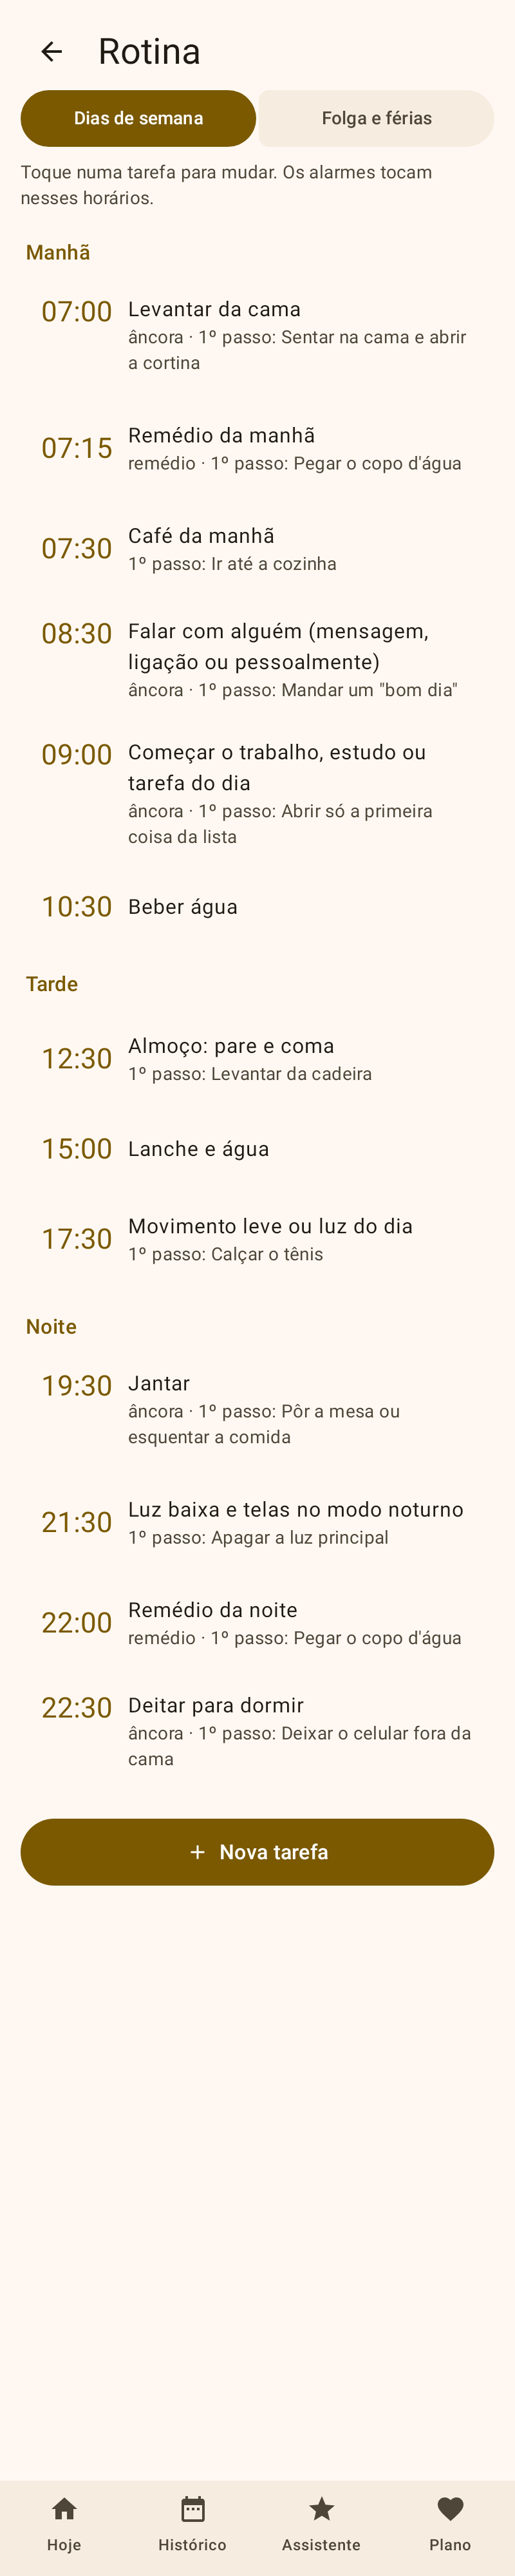 Rotina
Dias de semana
Folga e férias
Toque numa tarefa para mudar. Os alarmes tocam
nesses horários.
Manhã
07:00
Levantar da cama
âncora · 1º passo: Sentar na cama e abrir
a cortina
07:15
Remédio da manhã
remédio · 1º passo: Pegar o copo d'água
07:30
Café da manhã
1º passo: Ir até a cozinha
08:30
Falar com alguém (mensagem,
ligação ou pessoalmente)
âncora · 1º passo: Mandar um "bom dia"
09:00
Começar o trabalho, estudo ou
tarefa do dia
âncora · 1º passo: Abrir só a primeira
coisa da lista
10:30
Beber água
Tarde
12:30
Almoço: pare e coma
1º passo: Levantar da cadeira
15:00
Lanche e água
17:30
Movimento leve ou luz do dia
1º passo: Calçar o tênis
Noite
19:30
Jantar
âncora · 1º passo: Pôr a mesa ou
esquentar a comida
21:30
Luz baixa e telas no modo noturno
1º passo: Apagar a luz principal
22:00
Remédio da noite
remédio · 1º passo: Pegar o copo d'água
22:30
Deitar para dormir
âncora · 1º passo: Deixar o celular fora da
cama
+ Nova tarefa
Hoje
Histórico
Assistente
Plano